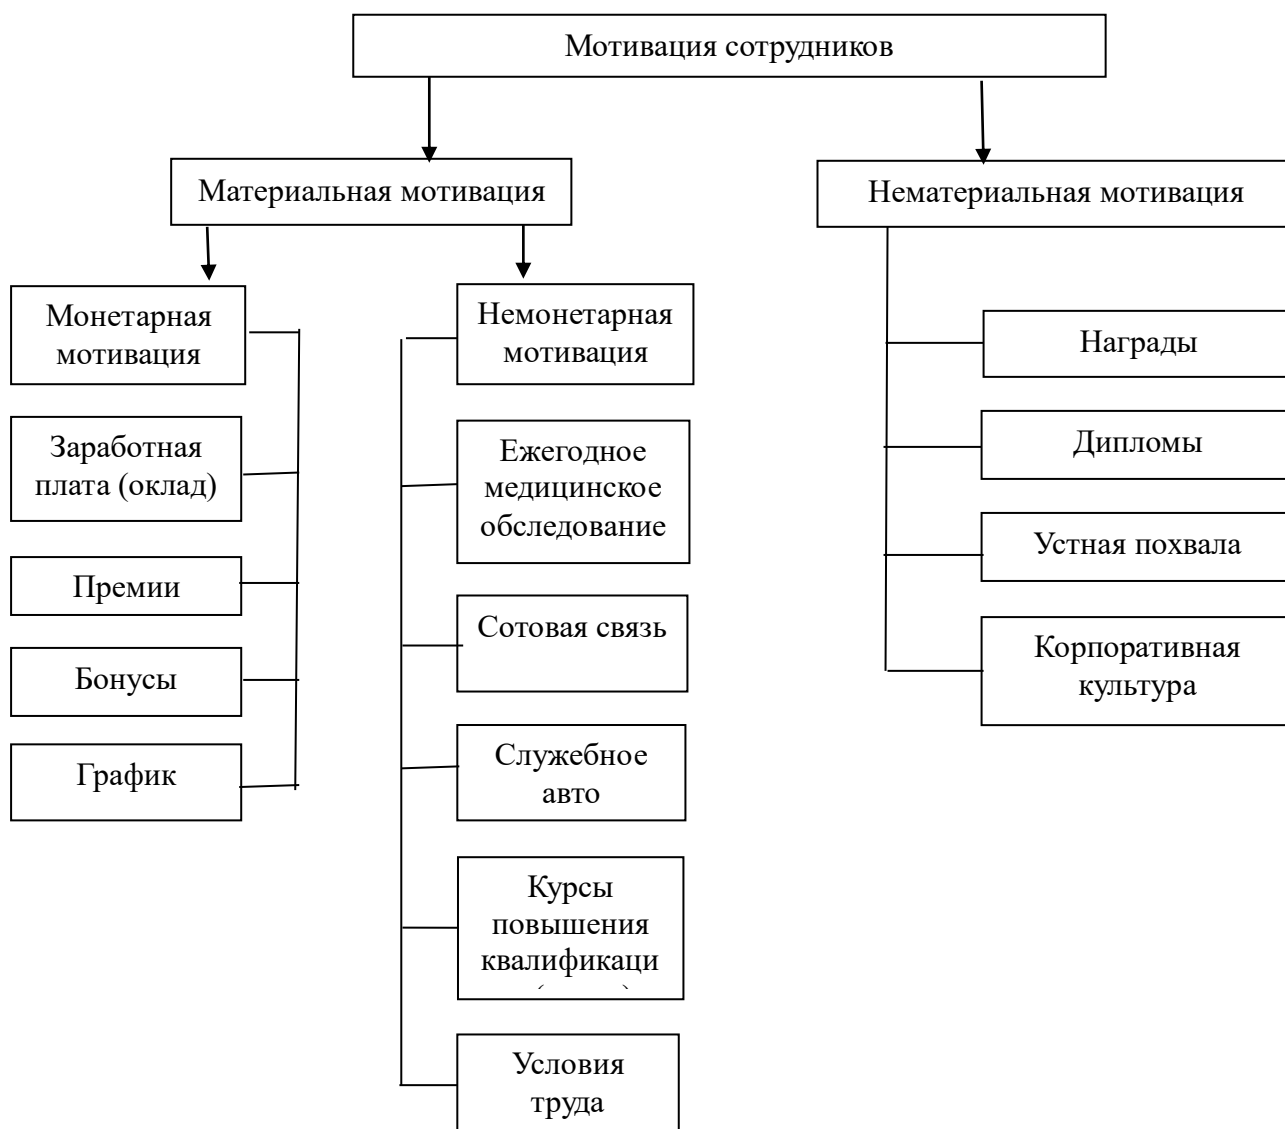 Мотивация сотрудников
Материальная мотивация
Нематериальная мотивация
Монетарная
мотивация
Заработная
плата (оклад)
Премии
Бонусы
График
Немонетарная
мотивация
Ежегодное
медицинское
обследование
Сотовая связь
Служебное
авто
Курсы
повышения
квалификаци
Условия
труда
Награды
Дипломы
Устная похвала
Корпоративная
культура